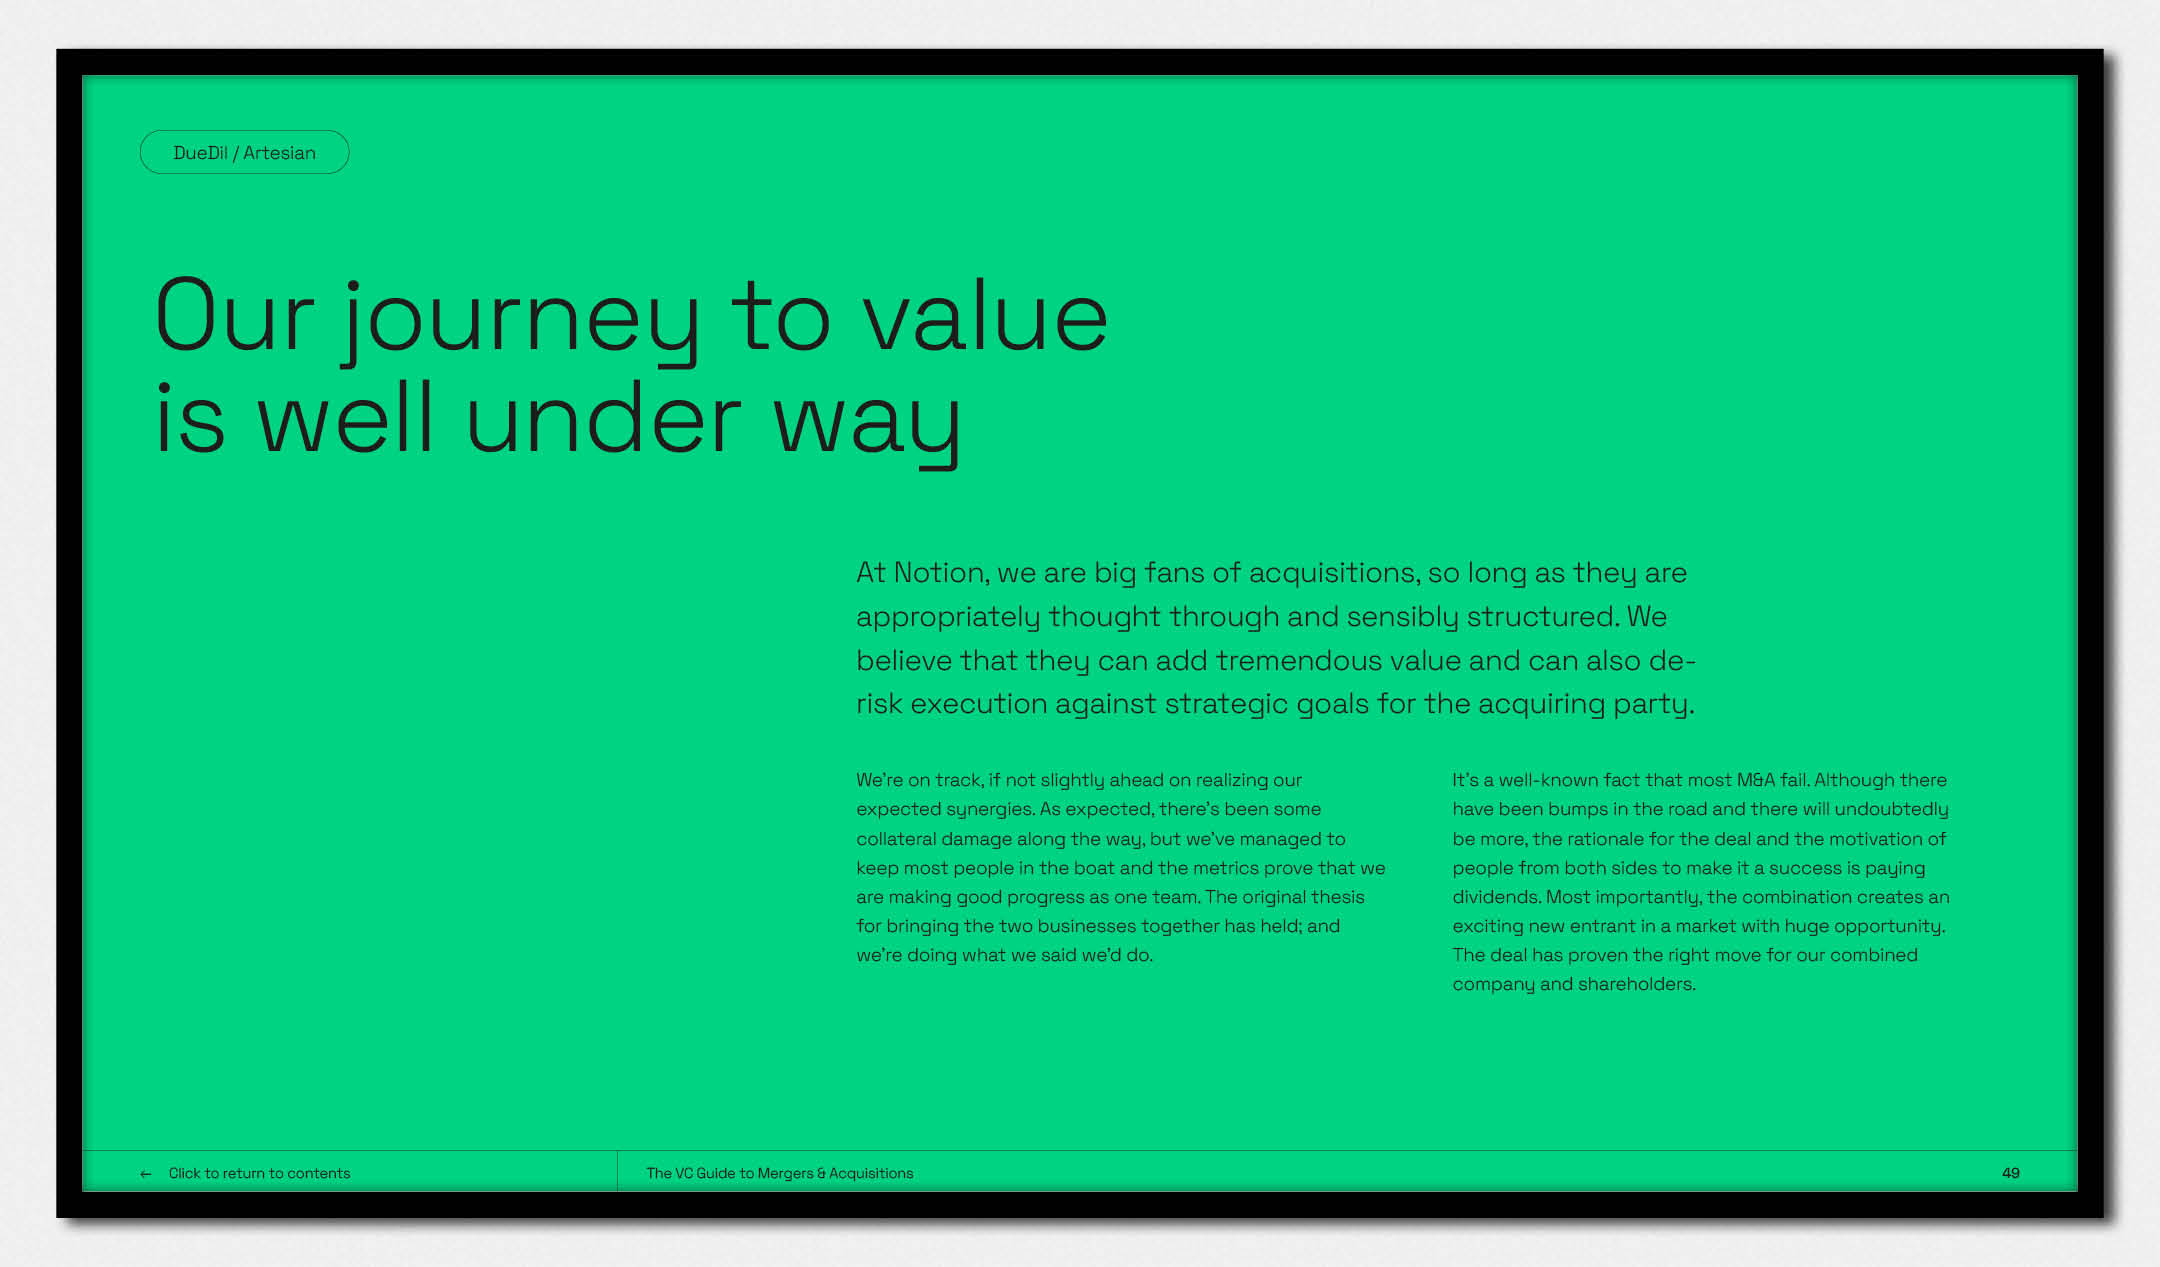 DueDil / Artesian
Our journey to value
is well under way
At Notion, we are big fans of acquisitions, so long as they are
appropriately thought through and sensibly structured. We
believe that they can add tremendous value and can also de-
risk execution against strategic goals for the acquiring party.
We're on track, if not slightly ahead on realizing our
expected synergies. As expected, there's been some
collateral damage along the way, but we've managed to
keep most people in the boat and the metrics prove that we
are making good progress as one team. The original thesis
for bringing the two businesses together has held; and
we're doing what we said we'd do.
It's a well-known fact that most M&A fail. Although there
have been bumps in the road and there will undoubtedly
be more, the rationale for the deal and the motivation of
people from both sides to make it a success is paying
dividends. Most importantly, the combination creates an
exciting new entrant in a market with huge opportunity.
The deal has proven the right move for our combined
company and shareholders.
← Click to return to contents
The VC Guide to Mergers & Acquisitions
49